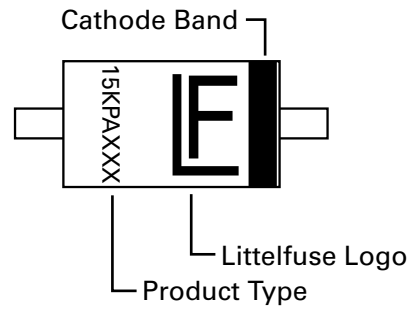 Cathode Band
15KPAXXX
LF
Littelfuse Logo
Product Type